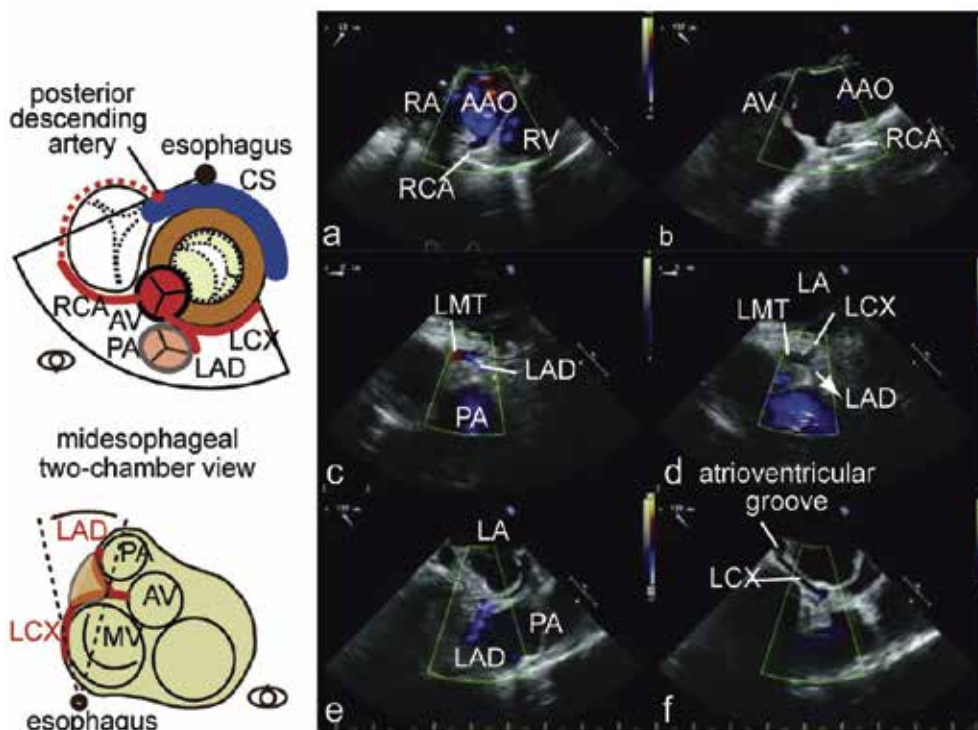 posterior
descending
artery
esophagus
CS
RCA
AV
PA
LCX
LAD
midesophageal
two-chamber view
LAD
PA
AV
LCX
MV
esophagus
RA
AAO
RV
RCA
a
AV
AAO
RCA
b
LMT
LAD
PA
c
LA
LMT
LCX
LAD
d
LA
PA
LAD
e
atrioventricular
groove
LCX
f